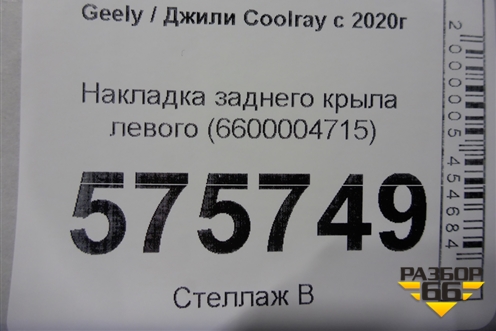 Geely / Джили Coolray с 2020г
Накладка заднего крыла
левого (6600004715)
575749
Стеллаж В
2000005454684
РАЗБОР
66